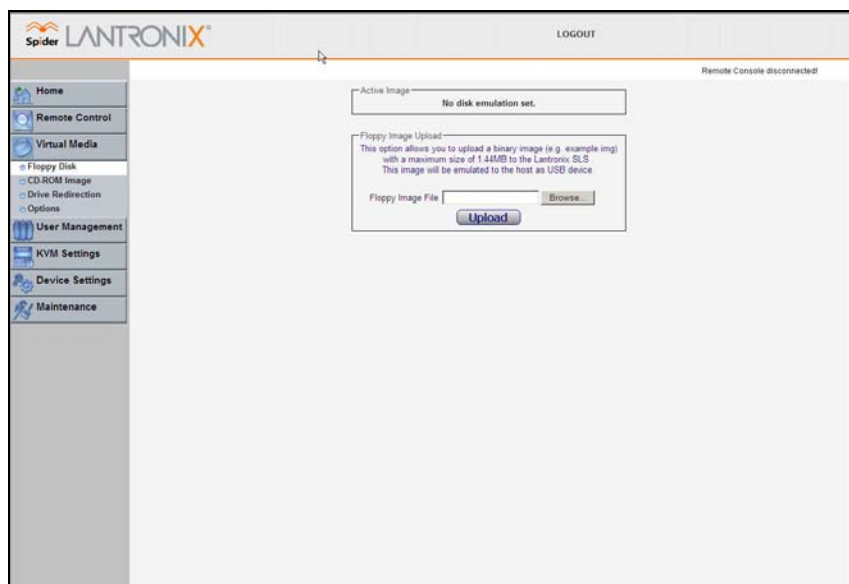 Spider LANTRONIX®
LOGOUT
Remote Console disconnected!
Home
Remote Control
Virtual Media
Floppy Disk
CD-ROM Image
Drive Redirection
Options
User Management
KVM Settings
Device Settings
Maintenance
Active Image
No disk emulation set.
Floppy Image Upload
This option allows you to upload a binary image (e.g. example img)
with a maximum size of 1.44MB to the Lantronix SLS
This image will be emulated to the host as USB device
Floppy Image File
Browse...
Upload